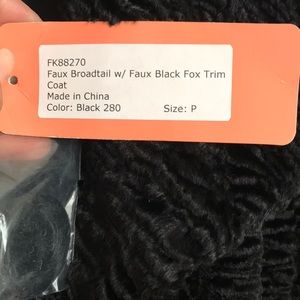 FK88270
Faux Broadtail w/ Faux Black Fox Trim
Coat
Made in China
Color: Black 280 Size: P